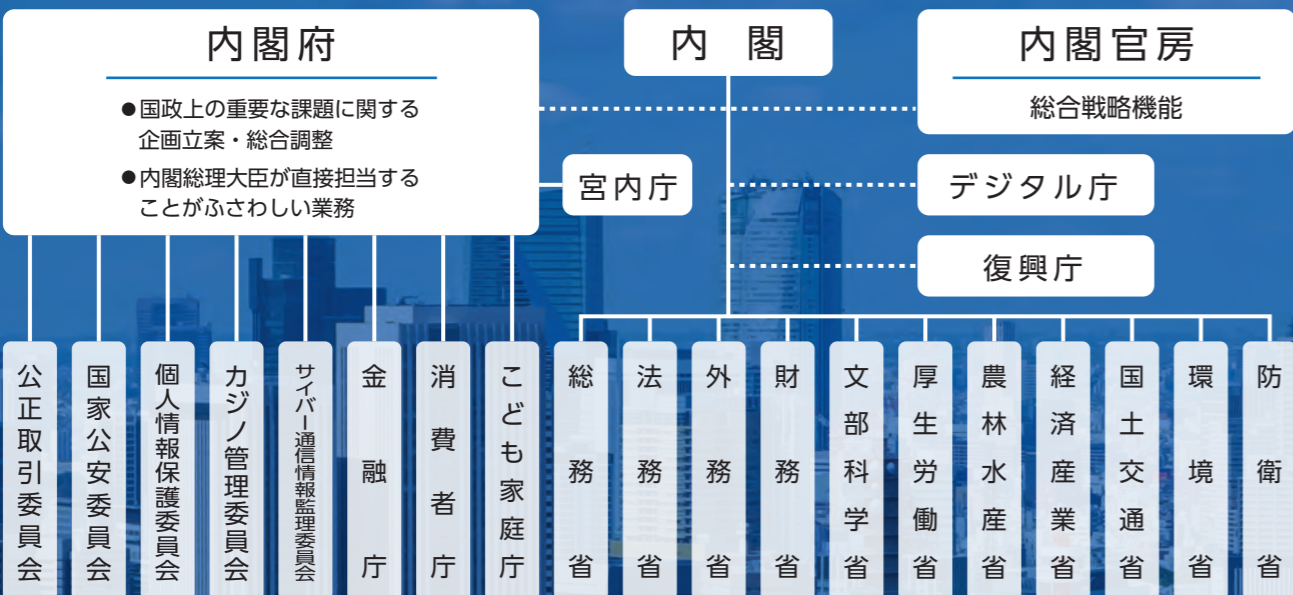 内閣府
●国政上の重要な課題に関する
企画立案・総合調整
●内閣総理大臣が直接担当する
ことがふさわしい業務
内 閣
内閣官房
総合戦略機能
宮内庁
デジタル庁
復興庁
公正取引委員会
国家公安委員会
個人情報保護委員会
カジノ管理委員会
サイバー通信情報監理委員会
金融庁
消費者庁
こども家庭庁
総務省
法務省
外務省
財務省
文部科学省
厚生労働省
農林水産省
経済産業省
国土交通省
環境省
防衛省